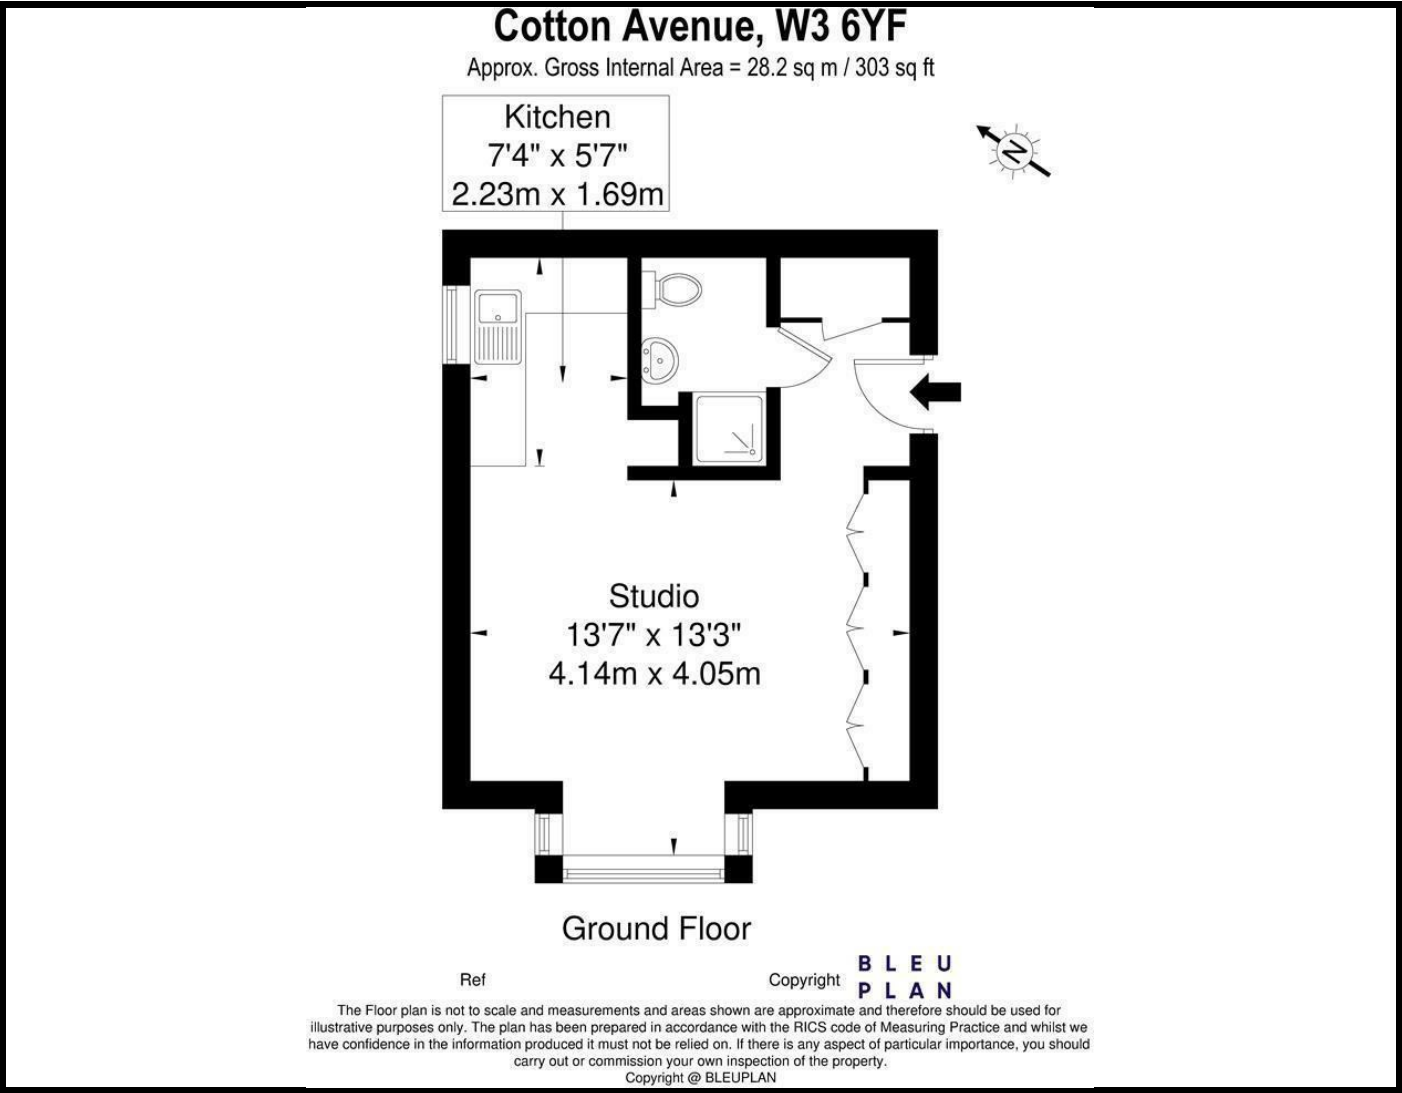 Cotton Avenue, W3 6YF
Approx. Gross Internal Area = 28.2 sq m / 303 sq ft
Kitchen
7'4" x 5'7"
2.23m x 1.69m
N
Studio
13'7" x 13'3"
4.14m x 4.05m
Ground Floor
Ref
Copyright
BLEU
PLAN
The Floor plan is not to scale and measurements and areas shown are approximate and therefore should be used for
illustrative purposes only. The plan has been prepared in accordance with the RICS code of Measuring Practice and whilst we
have confidence in the information produced it must not be relied on. If there is any aspect of particular importance, you should
carry out or commission your own inspection of the property.
Copyright @ BLEUPLAN